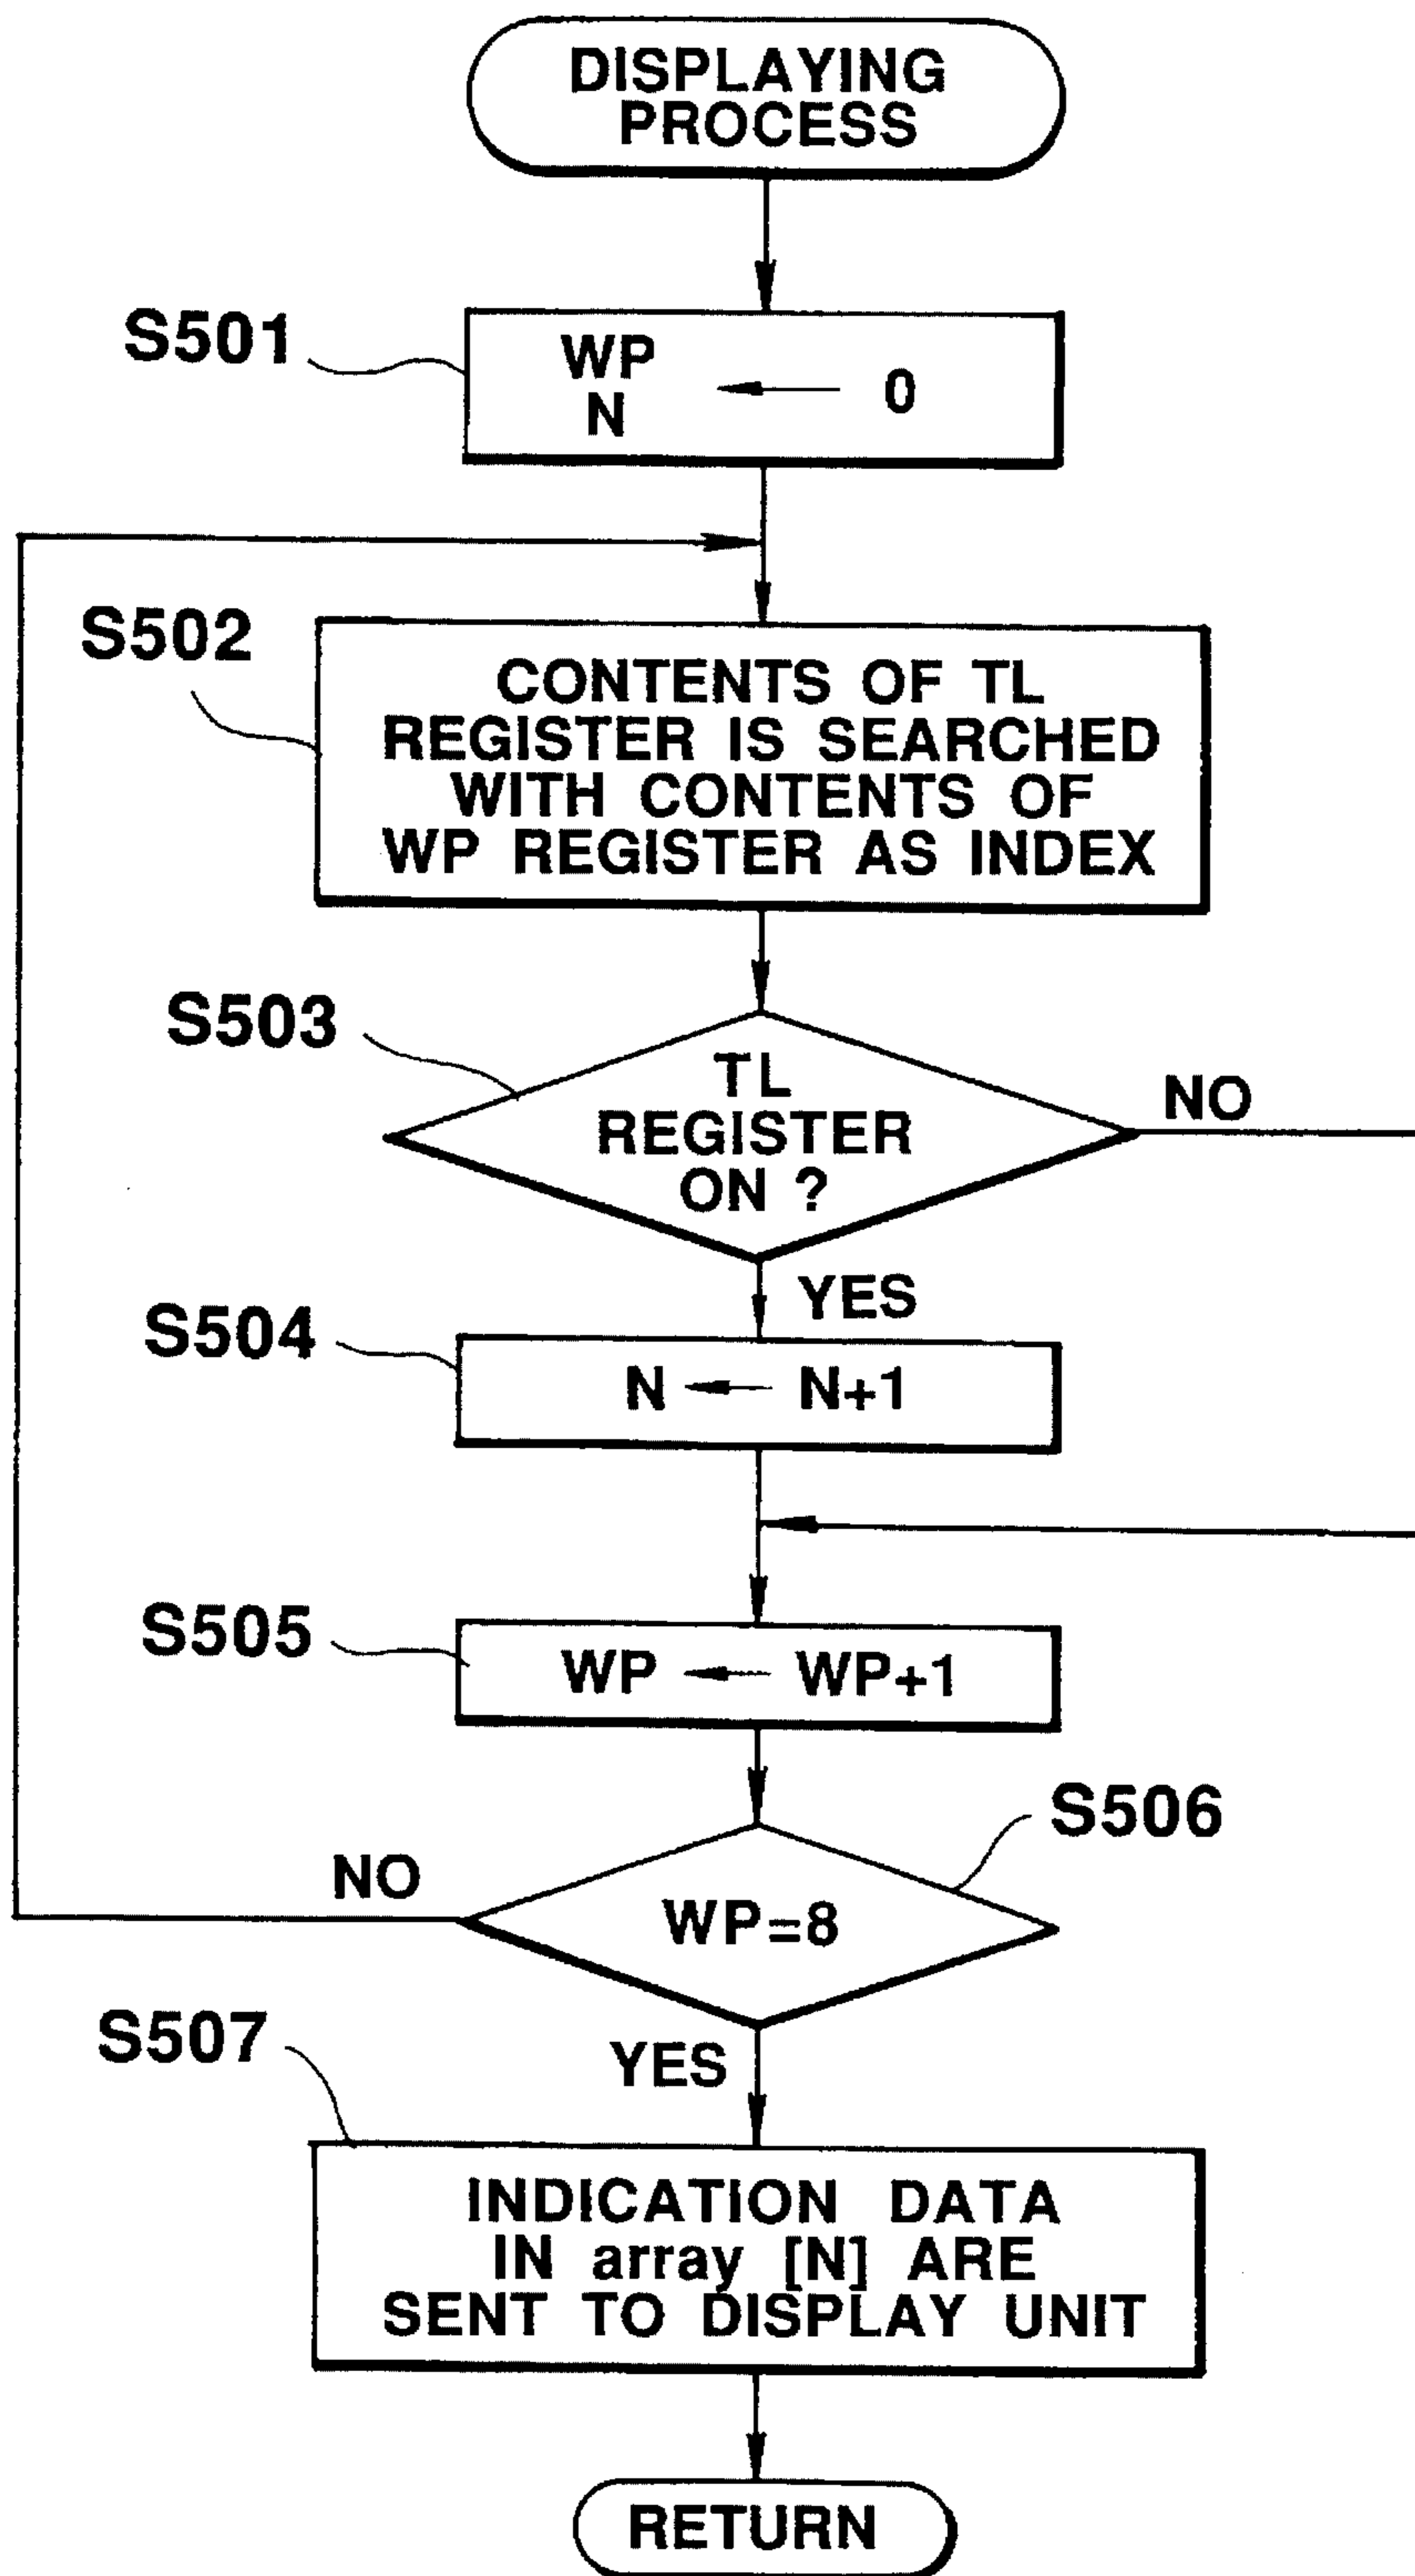 DISPLAYING
PROCESS
S501
WP
N
← 0
S502
CONTENTS OF TL
REGISTER IS SEARCHED
WITH CONTENTS OF
WP REGISTER AS INDEX
S503
TL
REGISTER
ON ?
NO
YES
S504
N ← N+1
S505
WP ← WP+1
S506
NO
WP=8
S507
YES
INDICATION DATA
IN array [N] ARE
SENT TO DISPLAY UNIT
RETURN